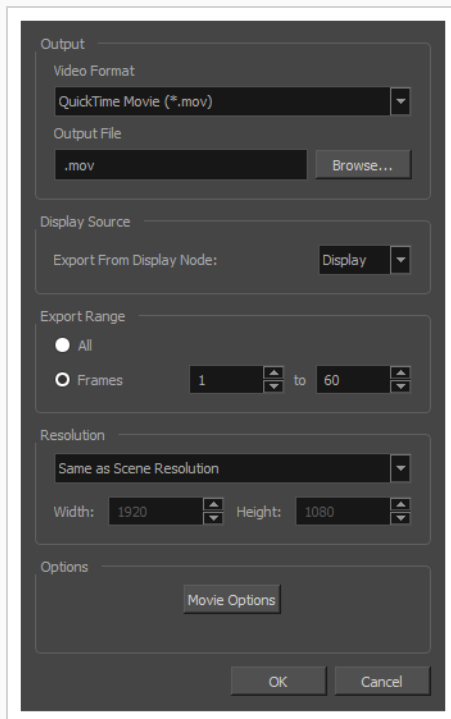 Output
Video Format
QuickTime Movie (*.mov)
Output File
.mov Browse...
Display Source
Export From Display Node: Display
Export Range
All
Frames 1 to 60
Resolution
Same as Scene Resolution
Width: 1920 Height: 1080
Options
Movie Options
OK Cancel